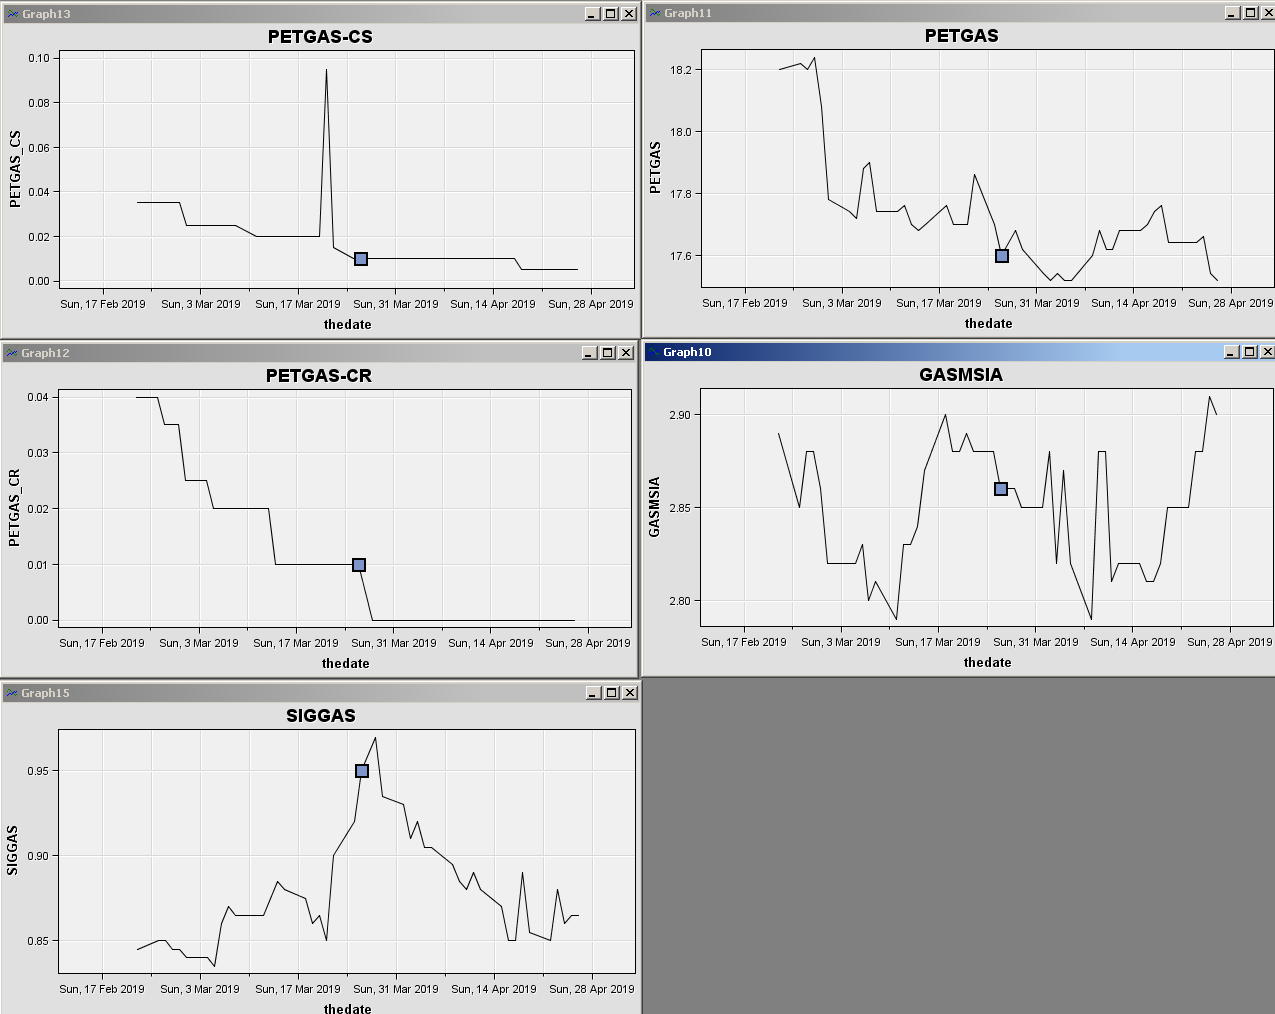 Graph13
PETGAS-CS
PETGAS_CS
0.10
0.08
0.06
0.04
0.02
0.00
Sun, 17 Feb 2019 Sun, 3 Mar 2019 Sun, 17 Mar 2019 Sun, 31 Mar 2019 Sun, 14 Apr 2019 Sun, 28 Apr 2019
thedate
Graph11
PETGAS
PETGAS
18.2
18.0
17.8
17.6
Sun, 17 Feb 2019 Sun, 3 Mar 2019 Sun, 17 Mar 2019 Sun, 31 Mar 2019 Sun, 14 Apr 2019 Sun, 28 Apr 2019
thedate
Graph12
PETGAS-CR
PETGAS_CR
0.04
0.03
0.02
0.01
0.00
Sun, 17 Feb 2019 Sun, 3 Mar 2019 Sun, 17 Mar 2019 Sun, 31 Mar 2019 Sun, 14 Apr 2019 Sun, 28 Apr 2019
thedate
Graph10
GASMSIA
GASMSIA
2.90
2.85
2.80
Sun, 17 Feb 2019 Sun, 3 Mar 2019 Sun, 17 Mar 2019 Sun, 31 Mar 2019 Sun, 14 Apr 2019 Sun, 28 Apr 2019
thedate
Graph15
SIGGAS
SIGGAS
0.95
0.90
0.85
Sun, 17 Feb 2019 Sun, 3 Mar 2019 Sun, 17 Mar 2019 Sun, 31 Mar 2019 Sun, 14 Apr 2019 Sun, 28 Apr 2019
thedate